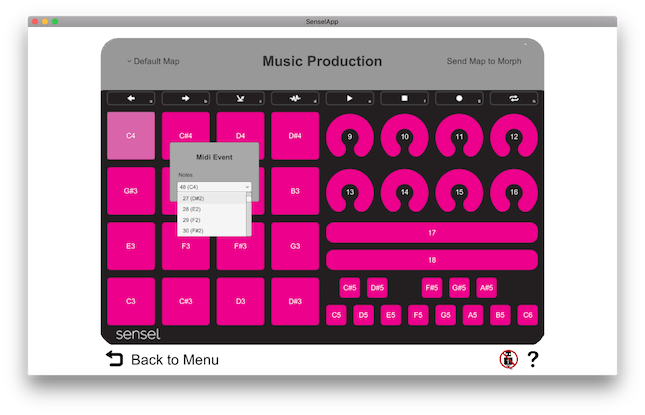 SenselApp
Default Map
Music Production
Send Map to Morph
a b c d e f g h
C4 C#4 D4 D#4 9 10 11 12
Midi Event
Notes
48 (C4)
27 (D#2)
28 (E2)
29 (F2)
30 (F#2)
G#3 B3 13 14 15 16
17
E3 F3 F#3 G3
18
C#5 D#5 F#5 G#5 A#5
C3 C#3 D3 D#3 C5 D5 E5 F5 G5 A5 B5 C6
sensel
Back to Menu ?